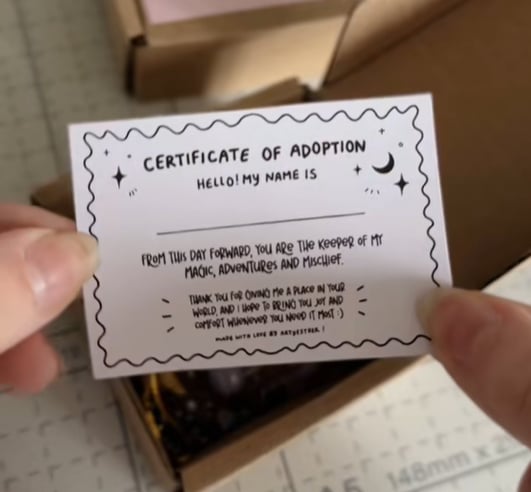 CERTIFICATE OF ADOPTION
HELLO! MY NAME IS
FROM THIS DAY FORWARD, YOU ARE THE KEEPER OF MY
MAGIC, ADVENTURES AND MISCHIEF.
THANK YOU FOR GIVING ME A PLACE IN YOUR
WORLD, AND I HOPE TO BRING YOU JOY AND
COMFORT WHENEVER YOU NEED IT MOST :)
MADE WITH LOVE BY
148mm x 2